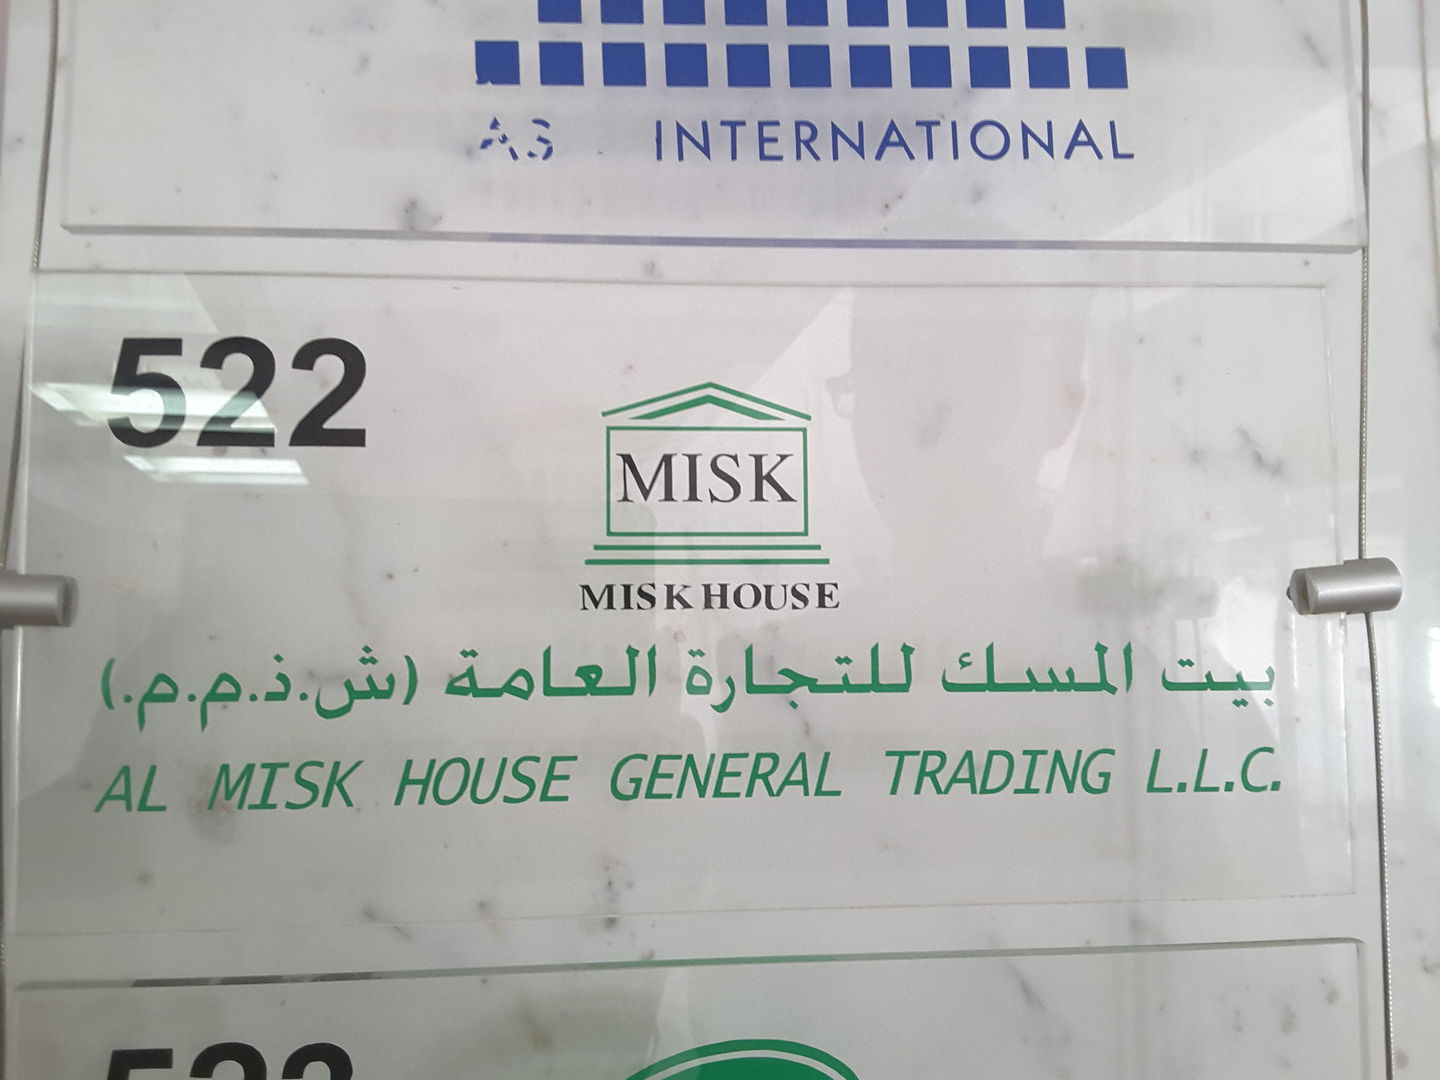 INTERNATIONAL
522
MISK
MISK HOUSE
بيت المسك للتجارة العامة (ش.ذ.م.م.)
AL MISK HOUSE GENERAL TRADING L.L.C.